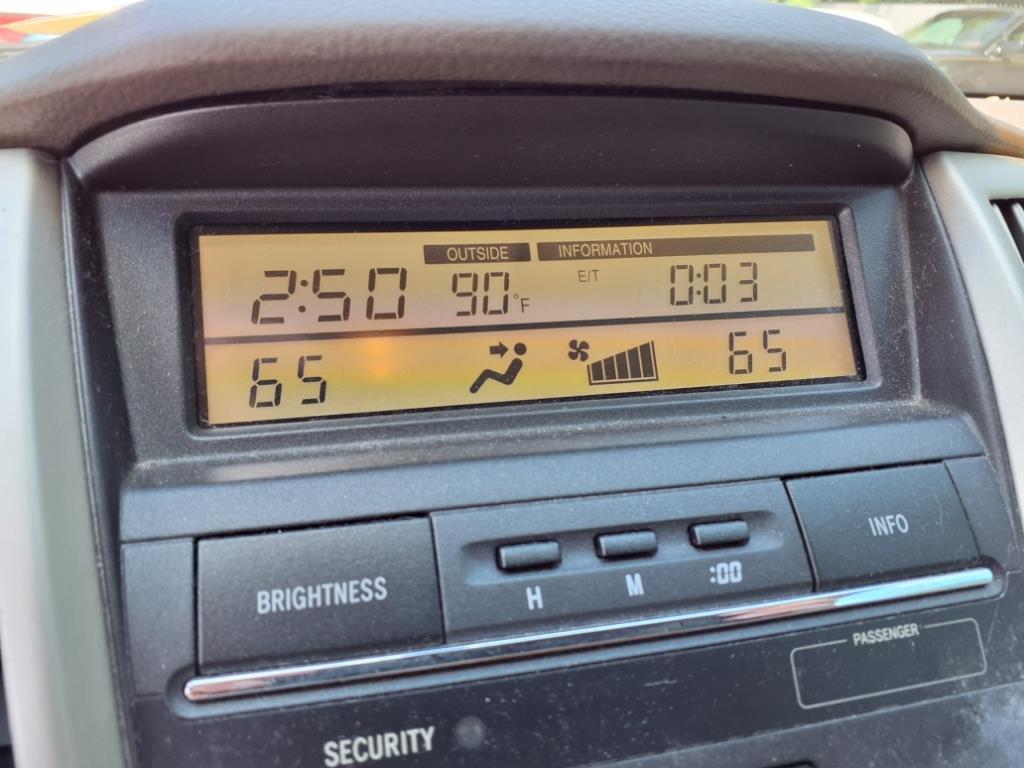 OUTSIDE INFORMATION
2:50 90°F E/T 0:03
65 65
BRIGHTNESS H M :00 INFO
PASSENGER
SECURITY